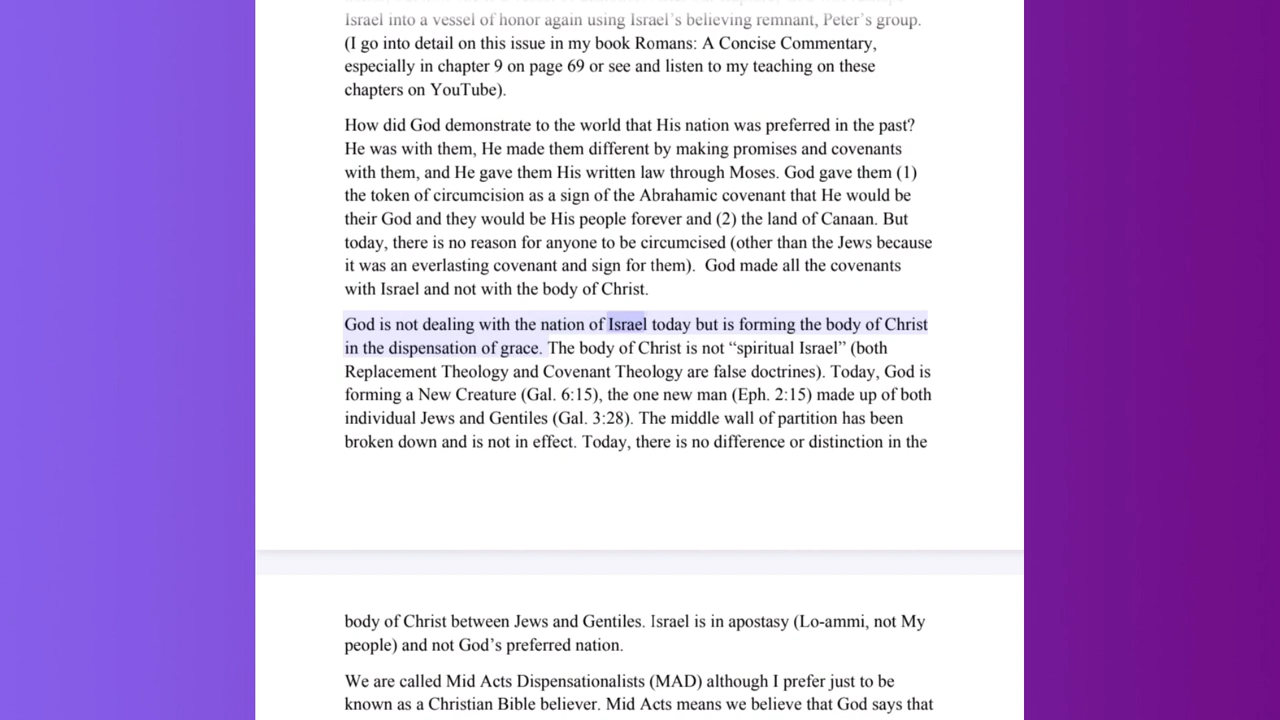 Israel into a vessel of honor again using Israel's believing remnant, Peter's group.
(I go into detail on this issue in my book Romans: A Concise Commentary,
especially in chapter 9 on page 69 or see and listen to my teaching on these
chapters on YouTube).
How did God demonstrate to the world that His nation was preferred in the past?
He was with them, He made them different by making promises and covenants
with them, and He gave them His written law through Moses. God gave them (1)
the token of circumcision as a sign of the Abrahamic covenant that He would be
their God and they would be His people forever and (2) the land of Canaan. But
today, there is no reason for anyone to be circumcised (other than the Jews because
it was an everlasting covenant and sign for them).  God made all the covenants
with Israel and not with the body of Christ.
God is not dealing with the nation of Israel today but is forming the body of Christ
in the dispensation of grace. The body of Christ is not “spiritual Israel” (both
Replacement Theology and Covenant Theology are false doctrines). Today, God is
forming a New Creature (Gal. 6:15), the one new man (Eph. 2:15) made up of both
individual Jews and Gentiles (Gal. 3:28). The middle wall of partition has been
broken down and is not in effect. Today, there is no difference or distinction in the
body of Christ between Jews and Gentiles. Israel is in apostasy (Lo-ammi, not My
people) and not God's preferred nation.
We are called Mid Acts Dispensationalists (MAD) although I prefer just to be
known as a Christian Bible believer. Mid Acts means we believe that God says that